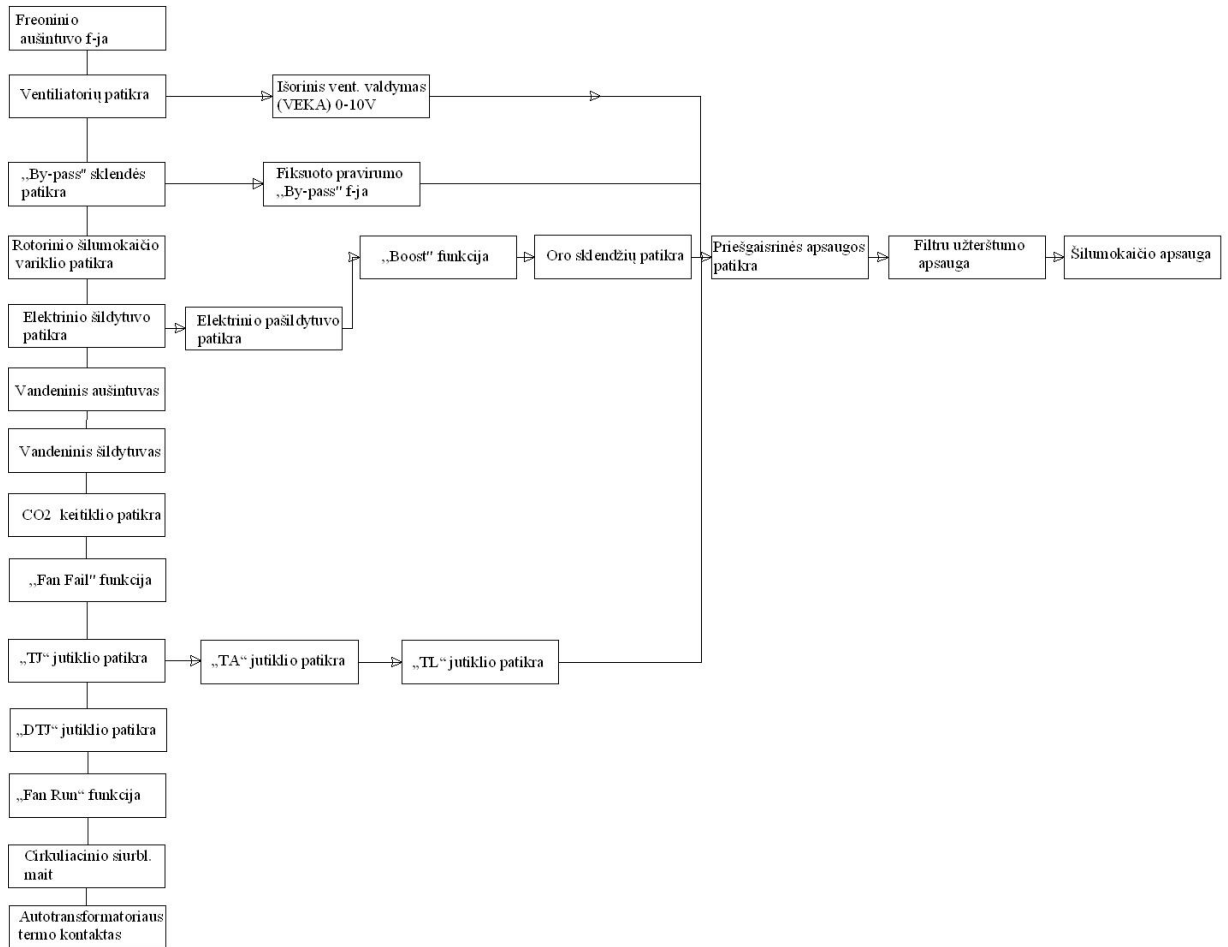 Freoninio
aušintuvo f-ja
Ventiliatorių patikra
Išorinis vent. valdymas
(VEKA) 0-10V
,,By-pass" sklendės
patikra
Fiksuoto pravirumo
,,By-pass" f-ja
Rotorinio šilumokaičio
variklio patikra
,,Boost" funkcija
Oro sklendžių patikra
Priešgaisrinės apsaugos
patikra
Filtru užterštumo
apsauga
Šilumokaičio apsauga
Elektrinio šildytuvo
patikra
Elektrinio pašildytuvo
patikra
Vandeninis aušintuvas
Vandeninis šildytuvas
CO2 keitiklio patikra
,,Fan Fail" funkcija
„TJ“ jutiklio patikra
„TA“ jutiklio patikra
„TL“ jutiklio patikra
„DTJ“ jutiklio patikra
„Fan Run“ funkcija
Cirkuliacinio siurbl.
mait
Autotransformatoriaus
termo kontaktas